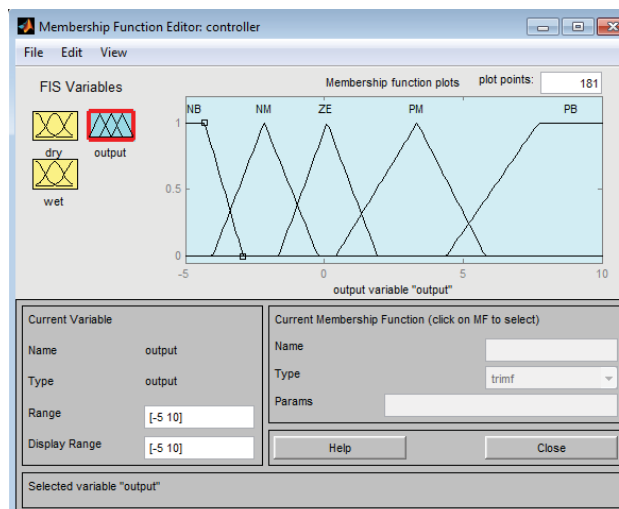 Membership Function Editor: controller
File Edit View
FIS Variables
Membership function plots
plot points:
181
NB NM ZE PM PB
1
0.5
0
-5 0 5 10
output variable "output"
dry output
wet
Current Variable
Name output
Type output
Range [-5 10]
Display Range [-5 10]
Current Membership Function (click on MF to select)
Name
Type trimf
Params
Help Close
Selected variable "output"